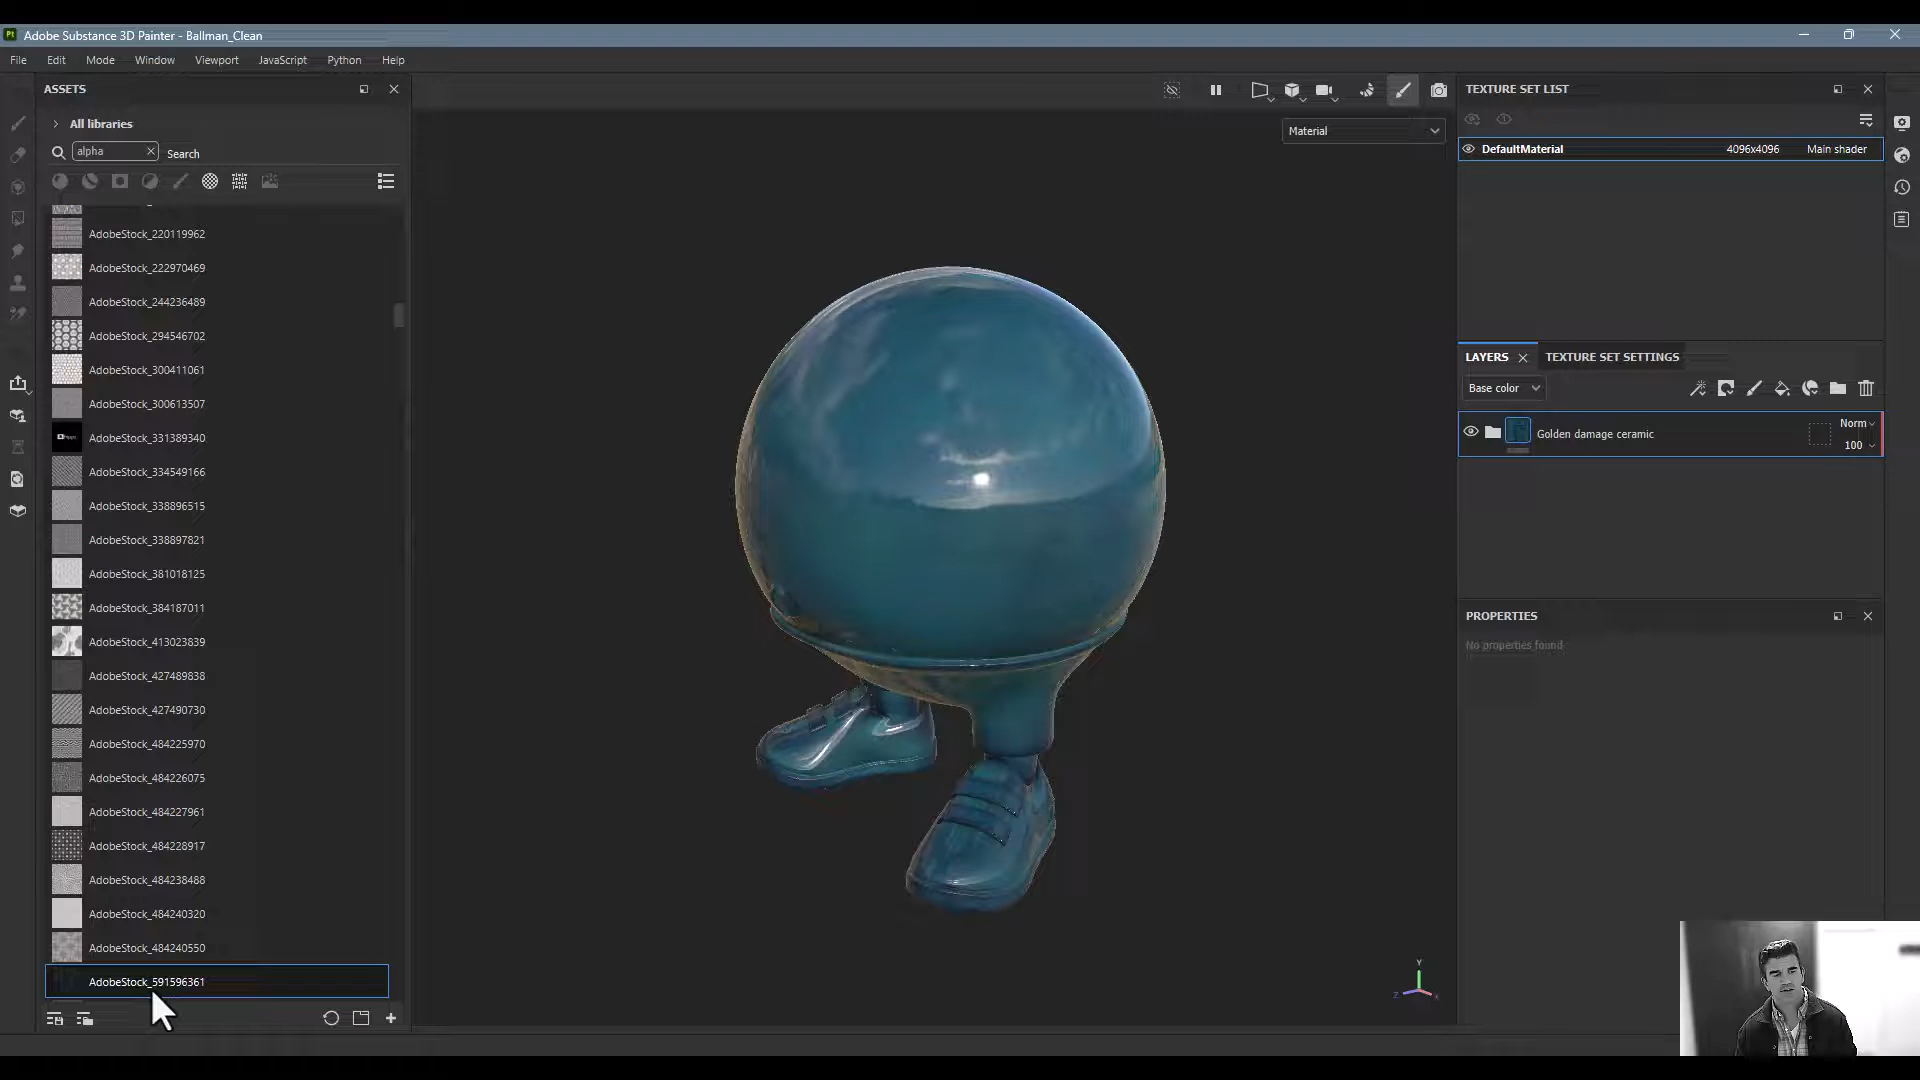 Pt Adobe Substance 3D Painter - Ballman_Clean
File Edit Mode Window Viewport JavaScript Python Help
ASSETS
All libraries
alpha Search
AdobeStock_220119962
AdobeStock_222970469
AdobeStock_244236489
AdobeStock_294546702
AdobeStock_300411061
AdobeStock_300613507
AdobeStock_331389340
AdobeStock_334549166
AdobeStock_338896515
AdobeStock_338897821
AdobeStock_381018125
AdobeStock_384187011
AdobeStock_413023839
AdobeStock_427489838
AdobeStock_427490730
AdobeStock_484225970
AdobeStock_484226075
AdobeStock_484227961
AdobeStock_484228917
AdobeStock_484238488
AdobeStock_484240320
AdobeStock_484240550
AdobeStock_591596361
Material
Y
Z
X
TEXTURE SET LIST
DefaultMaterial 4096x4096 Main shader
LAYERS TEXTURE SET SETTINGS
Base color
Golden damage ceramic
Norm
100
PROPERTIES
No properties found